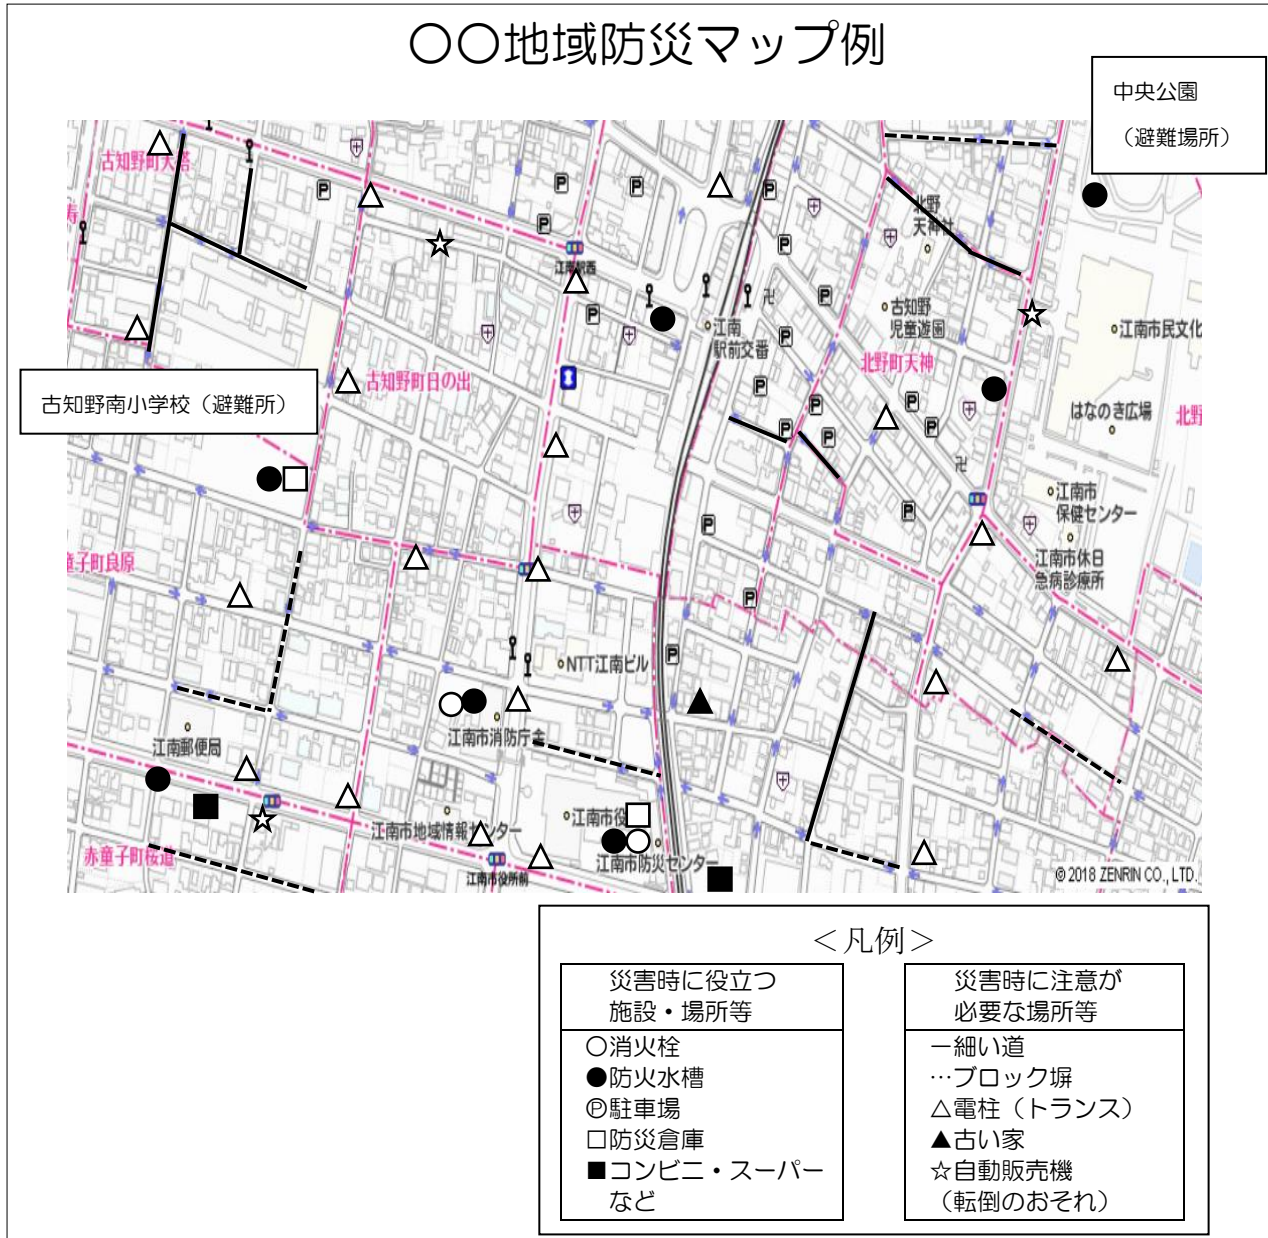 〇〇地域防災マップ例
中央公園
（避難場所）
古知野町大塔
北野
天神社
江南駅西
江南
駅前交番
古知野
児童遊園
江南市民文化
北野町天神
古知野町日の出
古知野南小学校（避難所）
はなのき広場
北野
江南市
保健センター
江南市休日
急病診療所
童子町良原
NTT江南ビル
江南市消防庁舎
江南郵便局
江南市役
江南市地域情報センター
江南市防災センター
赤童子町桜道
江南市役所前
© 2018 ZENRIN CO., LTD.
＜凡例＞
災害時に役立つ
施設・場所等
〇消火栓
●防火水槽
Ⓟ駐車場
□防災倉庫
■コンビニ・スーパー
など
災害時に注意が
必要な場所等
―細い道
…ブロック塀
△電柱（トランス）
▲古い家
☆自動販売機
（転倒のおそれ）